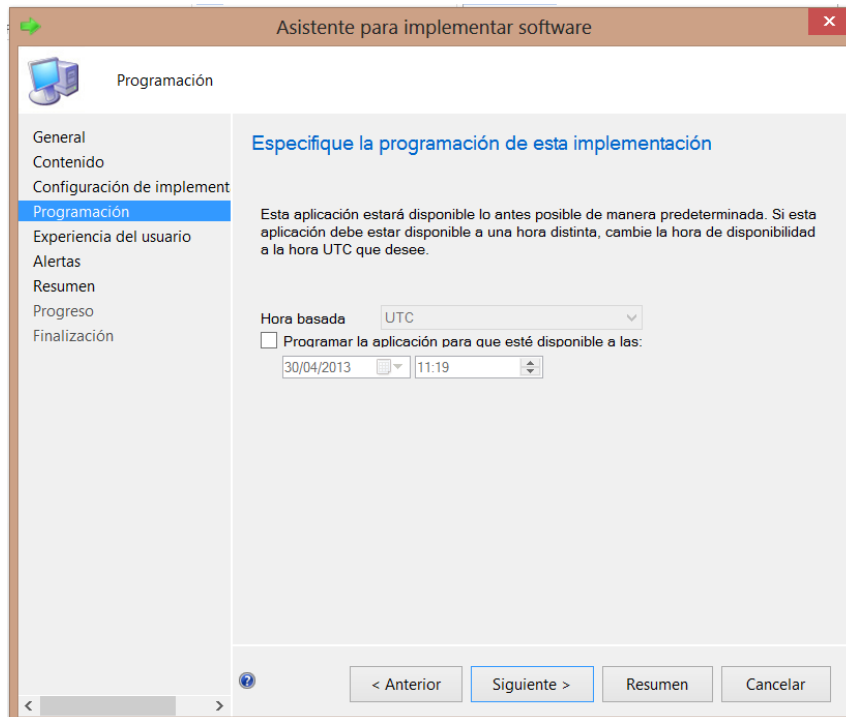 Asistente para implementar software
Programación
General
Contenido
Configuración de implement
Programación
Experiencia del usuario
Alertas
Resumen
Progreso
Finalización
Especifique la programación de esta implementación
Esta aplicación estará disponible lo antes posible de manera predeterminada. Si esta
aplicación debe estar disponible a una hora distinta, cambie la hora de disponibilidad
a la hora UTC que desee.
Hora basada UTC
Programar la aplicación para que esté disponible a las:
30/04/2013 11:19
< Anterior Siguiente > Resumen Cancelar